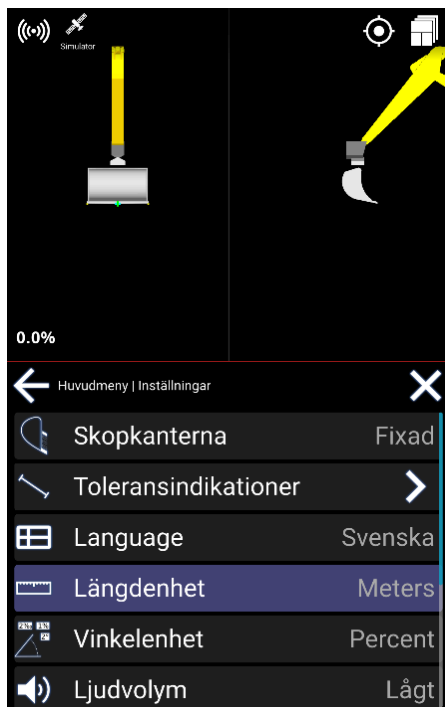 Simulator
0.0%
Huvudmeny | Inställningar
Skopkanterna Fixad
Toleransindikationer
Language Svenska
Längdenhet Meters
Vinkelenhet Percent
Ljudvolym Lågt